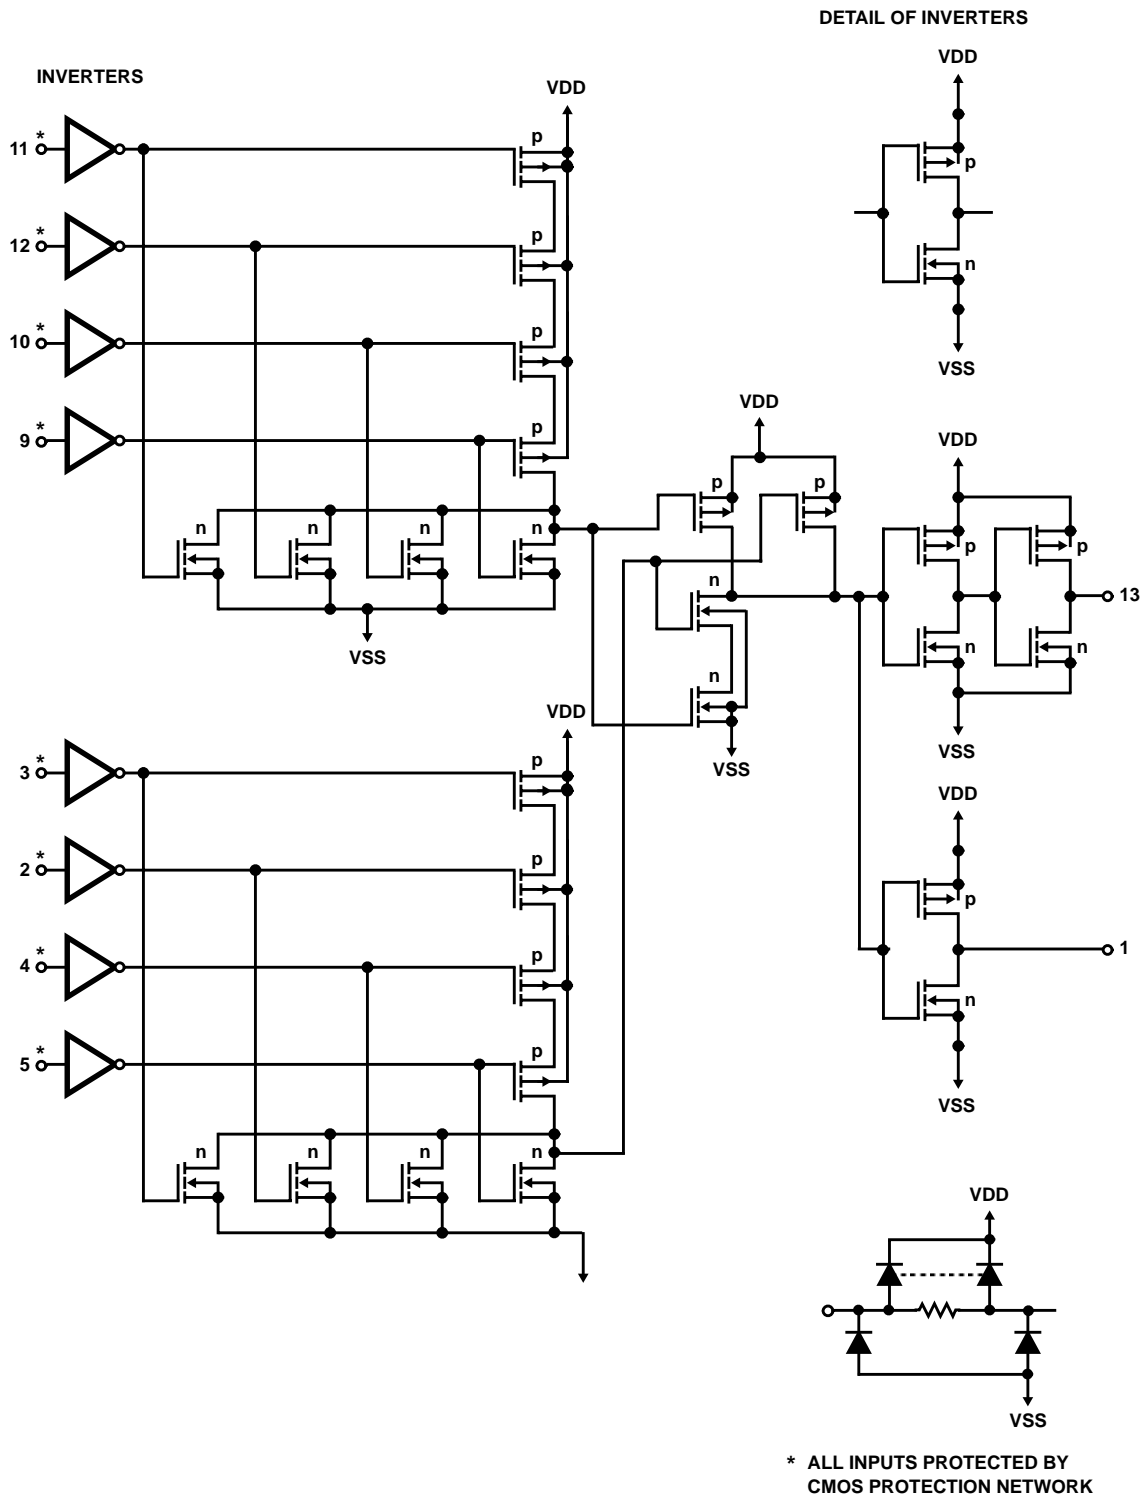 DETAIL OF INVERTERS
VDD
p
n
VSS
INVERTERS
VDD
11 *
p
12 *
p
10 *
p
9 *
p
n
n
n
n
VSS
VDD
p
p
n
n
VSS
VDD
p
p
13
n
n
VSS
VDD
3 *
p
2 *
p
4 *
p
5 *
p
n
n
n
n
VDD
p
1
n
VSS
VDD
VSS
* ALL INPUTS PROTECTED BY
CMOS PROTECTION NETWORK